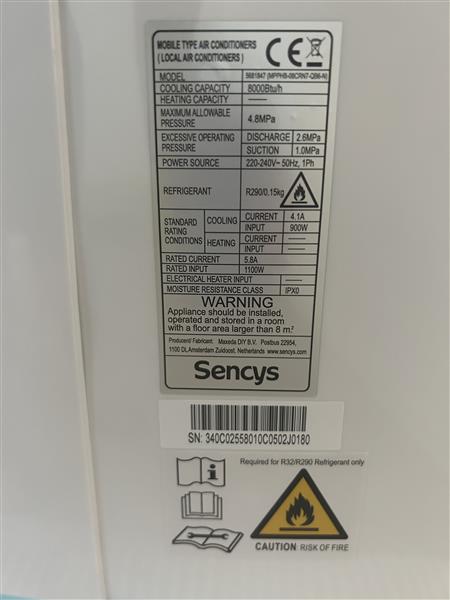 MOBILE TYPE AIR CONDITIONERS
( LOCAL AIR CONDITIONERS )
CE
MODEL 5681847 (MPPHB-08CRN7-QB6-N)
COOLING CAPACITY 8000Btu/h
HEATING CAPACITY ——
MAXIMUM ALLOWABLE PRESSURE 4.8MPa
EXCESSIVE OPERATING PRESSURE DISCHARGE 2.6MPa
SUCTION 1.0MPa
POWER SOURCE 220-240V~ 50Hz, 1Ph
REFRIGERANT R290/0.15kg
STANDARD RATING CONDITIONS COOLING CURRENT 4.1A
INPUT 900W
HEATING CURRENT ——
INPUT ——
RATED CURRENT 5.8A
RATED INPUT 1100W
ELECTRICAL HEATER INPUT ——
MOISTURE RESISTANCE CLASS IPX0
WARNING
Appliance should be installed,
operated and stored in a room
with a floor area larger than 8 m².
Producent/ Fabricant: Maxeda DIY B.V. Postbus 22954,
1100 DL Amsterdam Zuidoost. Netherlands www.sencys.com
Sencys
SN: 340C02558010C0502J0180
Required for R32/R290 Refrigerant only
CAUTION: RISK OF FIRE